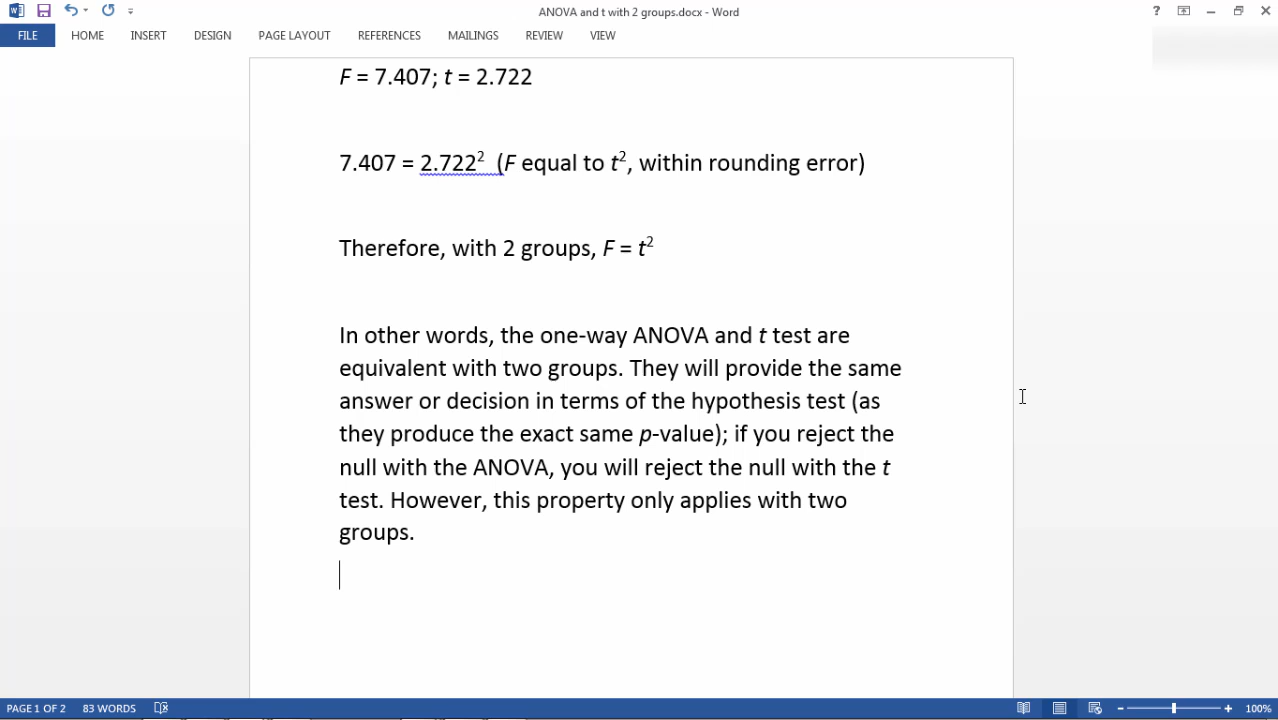 ANOVA and t with 2 groups.docx - Word
?
FILE HOME INSERT DESIGN PAGE LAYOUT REFERENCES MAILINGS REVIEW VIEW
F = 7.407; t = 2.722
7.407 = 2.722² (F equal to t², within rounding error)
Therefore, with 2 groups, F = t²
In other words, the one-way ANOVA and t test are
equivalent with two groups. They will provide the same
answer or decision in terms of the hypothesis test (as
they produce the exact same p-value); if you reject the
null with the ANOVA, you will reject the null with the t
test. However, this property only applies with two
groups.
PAGE 1 OF 2 83 WORDS 100%